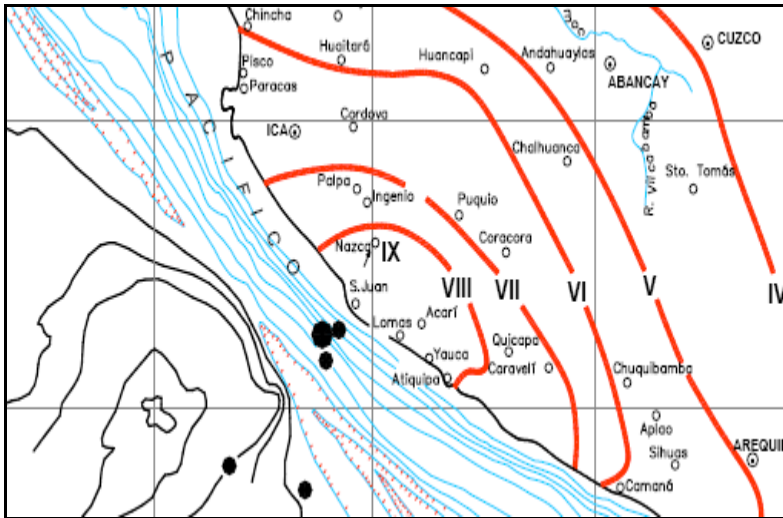 Chincha
Huaitará
Huancapi
Andahuaylas
CUZCO
ABANCAY
Pisco
Paracas
PACIFICO
ICA
Cordova
Chalhuanca
R. Vilcabamba
Sto. Tomás
Palpa
Ingenio
Puquio
Coracora
Nazca
IX
VIII
VII
VI
V
IV
S.Juan
Lomas
Acarí
Yauca
Quicapa
Caravelí
Atiquipa
Chuquibamba
Aplao
Sihuas
AREQUI
Camaná